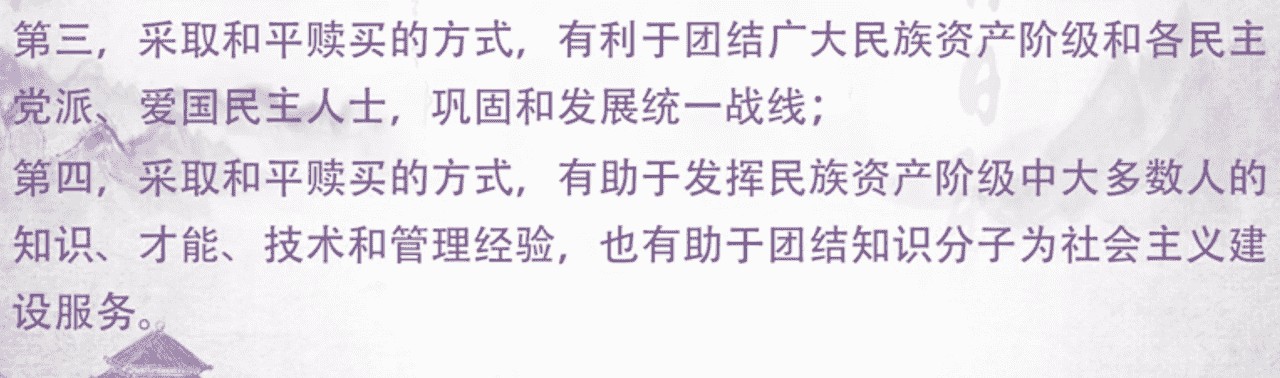 第三，采取和平赎买的方式，有利于团结广大民族资产阶级和各民主
党派、爱国民主人士，巩固和发展统一战线；
第四，采取和平赎买的方式，有助于发挥民族资产阶级中大多数人的
知识、才能、技术和管理经验，也有助于团结知识分子为社会主义建
设服务。